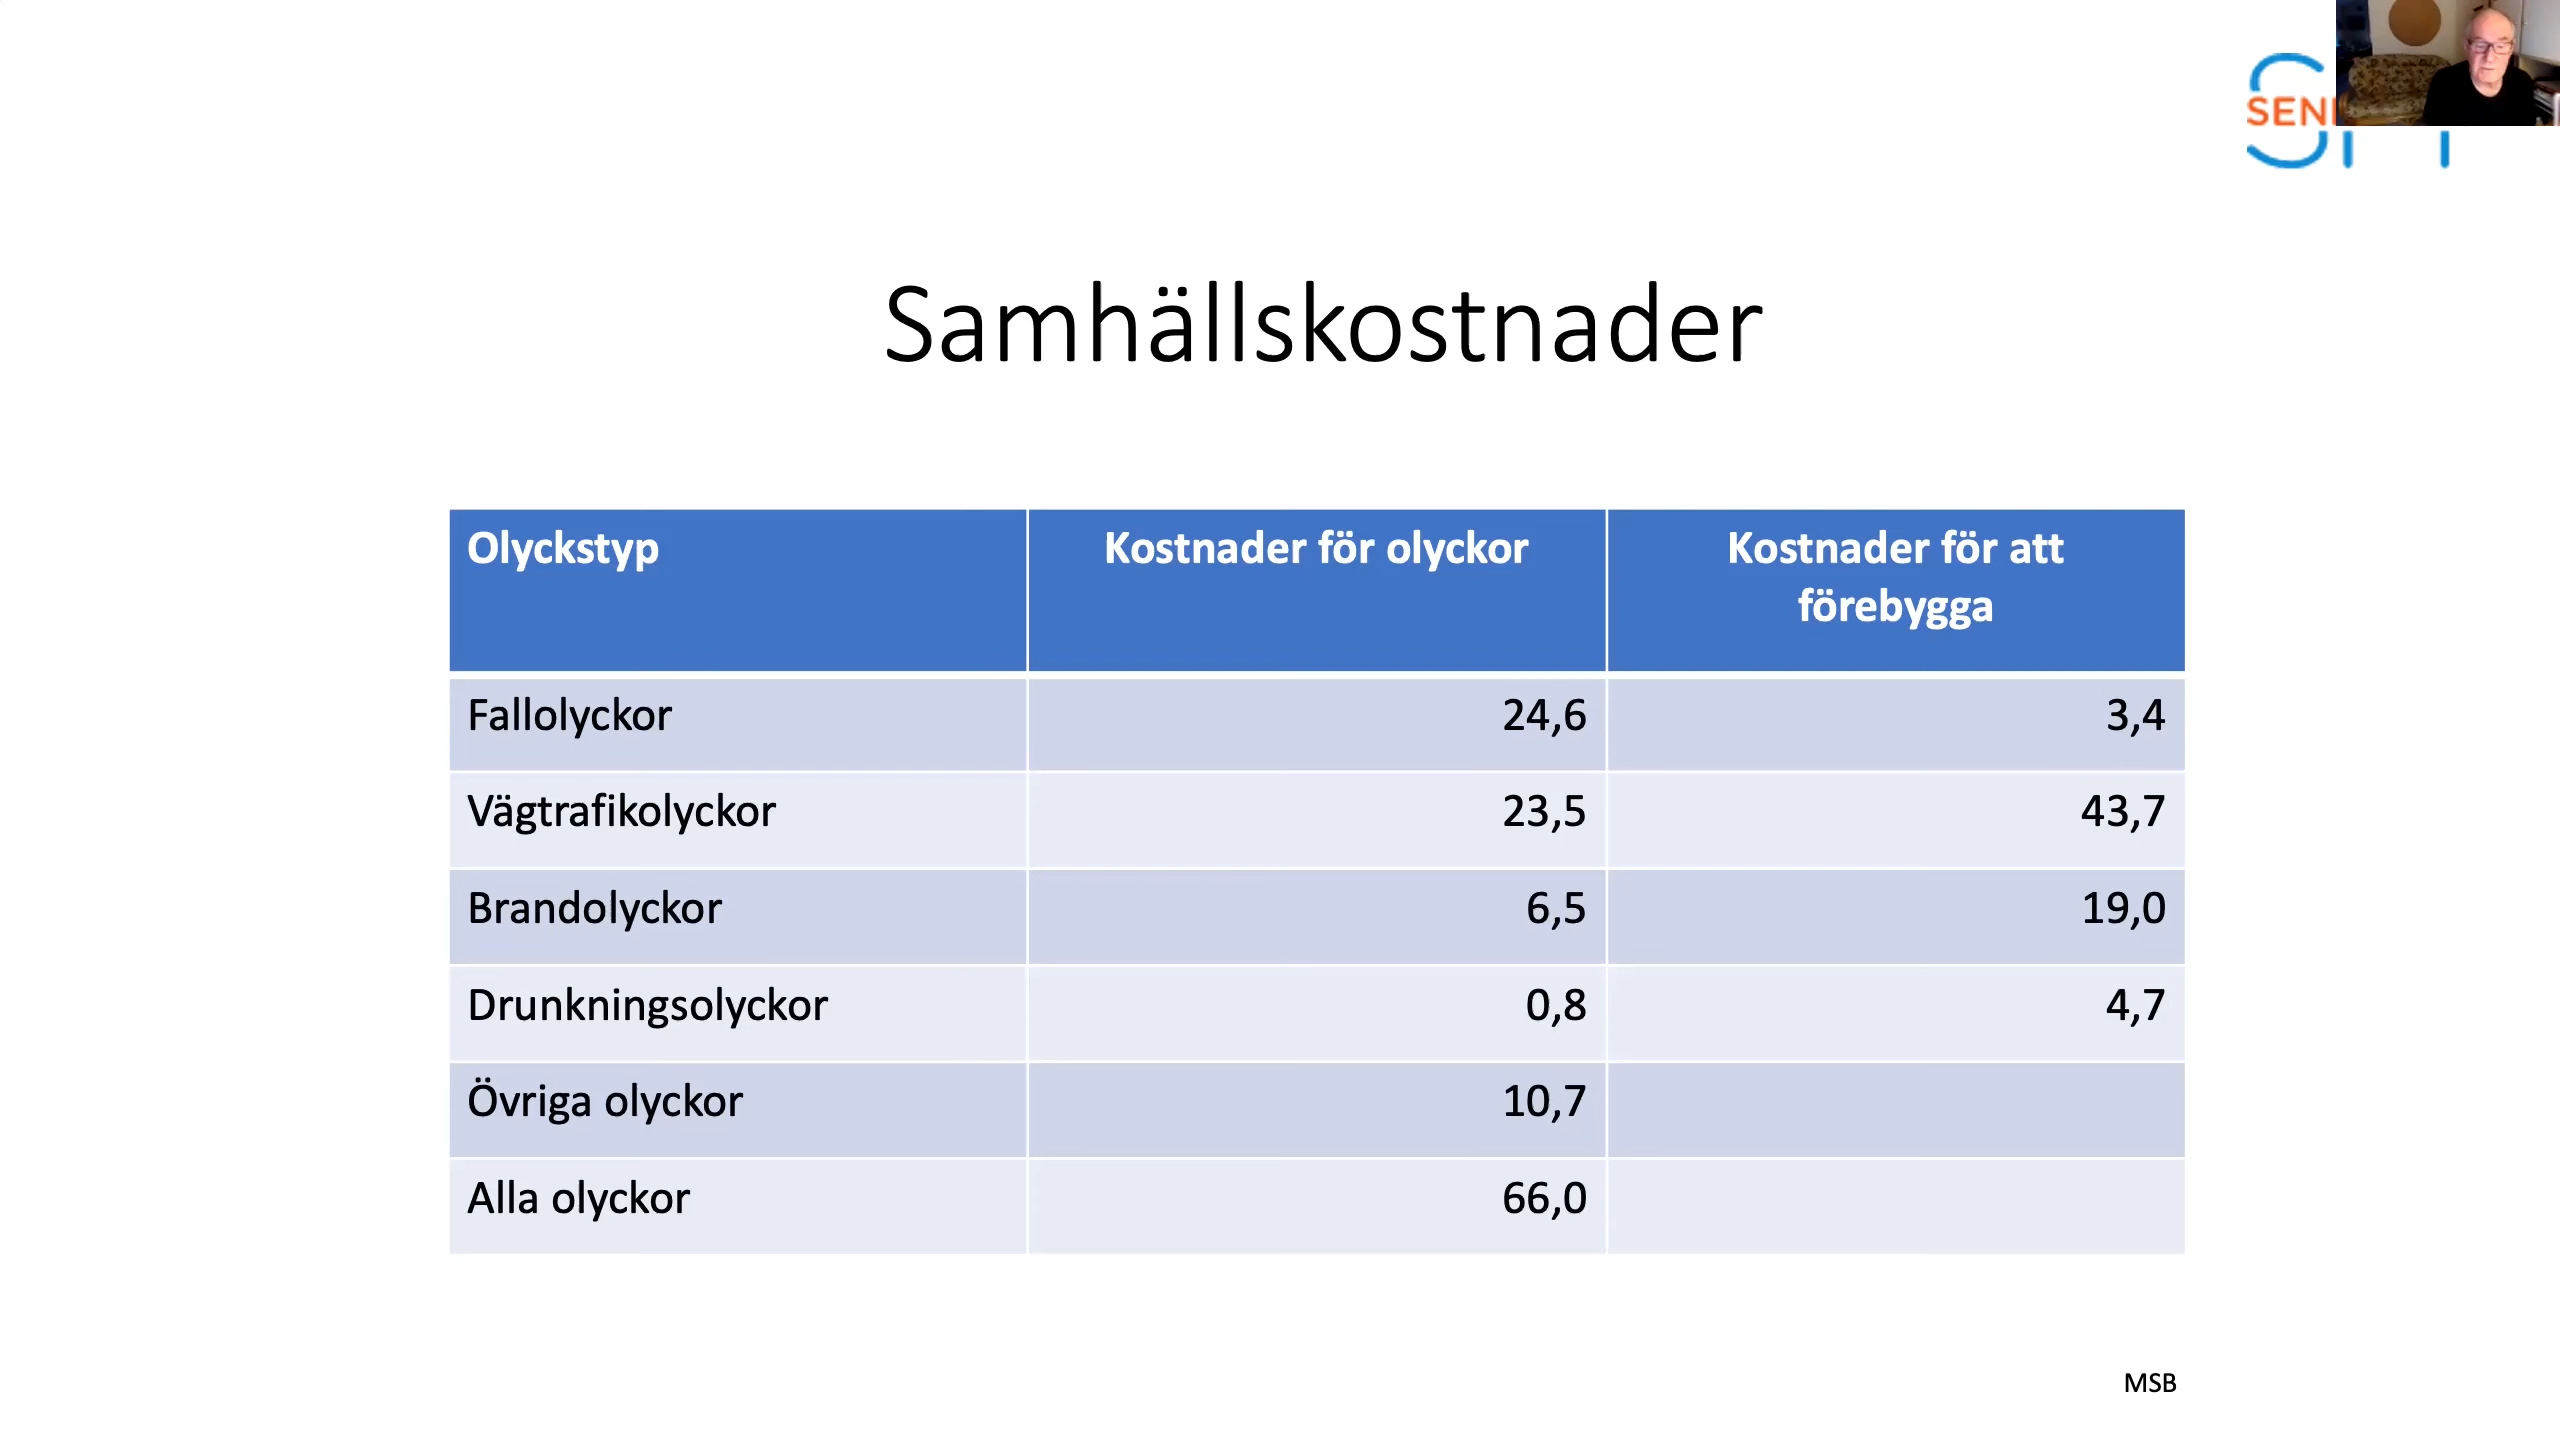 Samhällskostnader
Olyckstyp
Kostnader för olyckor
Kostnader för att
förebygga
Fallolyckor
24,6
3,4
Vägtrafikolyckor
23,5
43,7
Brandolyckor
6,5
19,0
Drunkningsolyckor
0,8
4,7
Övriga olyckor
10,7
Alla olyckor
66,0
MSB